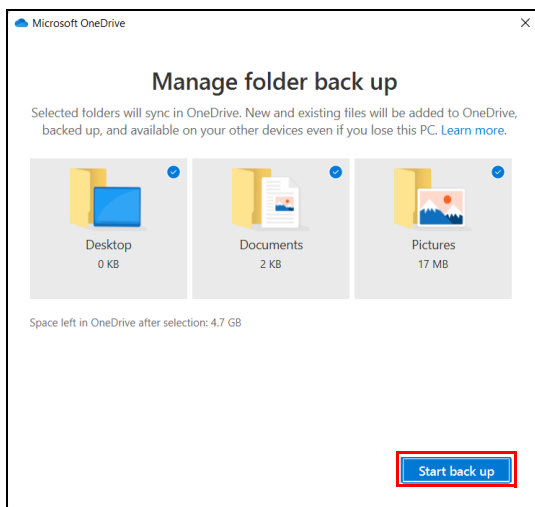 Microsoft OneDrive
Manage folder back up
Selected folders will sync in OneDrive. New and existing files will be added to OneDrive,
backed up, and available on your other devices even if you lose this PC. Learn more.
Desktop
0 KB
Documents
2 KB
Pictures
17 MB
Space left in OneDrive after selection: 4.7 GB
Start back up